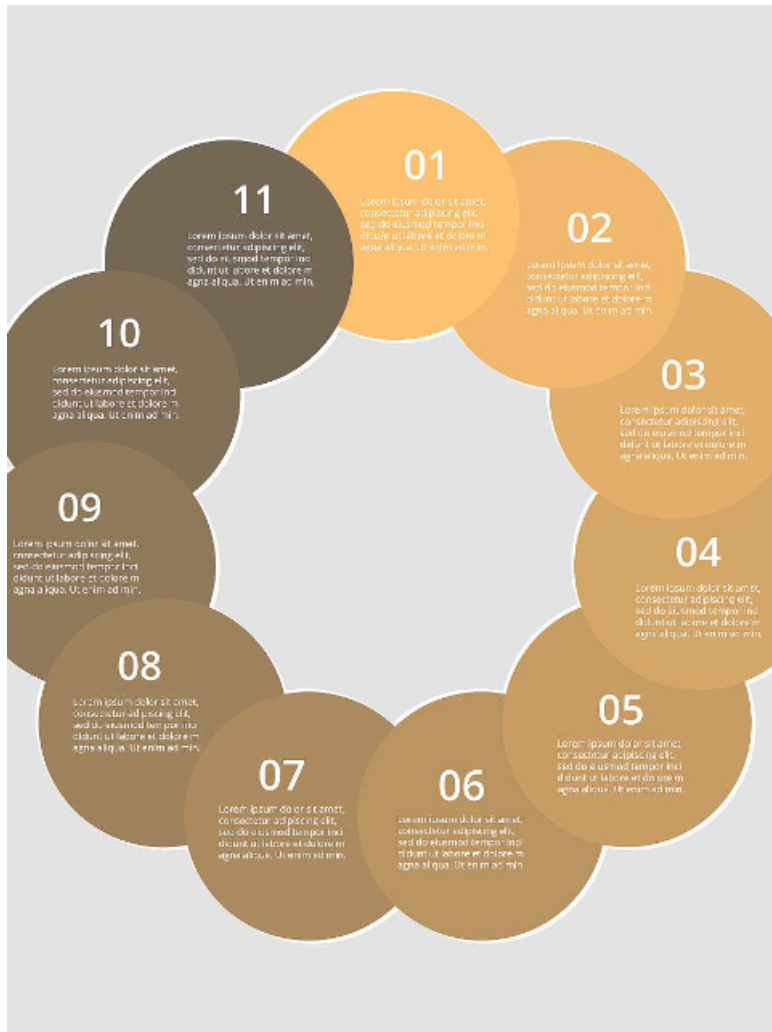 01
Lorem ipsum dolor sit amet,
consectetur adipiscing elit,
sed do eiusmod tempor inci
didunt ut labore et dolore m
agna aliqua. Ut enim ad min.
02
Lorem ipsum dolor sit amet,
consectetur adipiscing elit,
sed do eiusmod tempor inci
didunt ut labore et dolore m
agna aliqua. Ut enim ad min.
03
Lorem ipsum dolor sit amet,
consectetur adipiscing elit,
sed do eiusmod tempor inci
didunt ut labore et dolore m
agna aliqua. Ut enim ad min.
04
Lorem ipsum dolor sit amet,
consectetur adipiscing elit,
sed do eiusmod tempor inci
didunt ut labore et dolore m
agna aliqua. Ut enim ad min.
05
Lorem ipsum dolor sit amet,
consectetur adipiscing elit,
sed do eiusmod tempor inci
didunt ut labore et dolore m
agna aliqua. Ut enim ad min.
06
Lorem ipsum dolor sit amet,
consectetur adipiscing elit,
sed do eiusmod tempor inci
didunt ut labore et dolore m
agna aliqua. Ut enim ad min
07
Lorem ipsum dolor sit amet,
consectetur adipiscing elit,
sed do eiusmod tempor inci
didunt ut labore et dolore m
agna aliqua. Ut enim ad min.
08
Lorem ipsum dolor sit amet,
consectetur adipiscing elit,
sed do eiusmod tempor inci
didunt ut labore et dolore m
agna aliqua. Ut enim ad min.
09
Lorem ipsum dolor sit amet,
consectetur adipiscing elit,
sed do eiusmod tempor inci
didunt ut labore et dolore m
agna aliqua. Ut enim ad min.
10
Lorem ipsum dolor sit amet,
consectetur adipiscing elit,
sed do eiusmod tempor inci
didunt ut labore et dolore m
agna aliqua. Ut enim ad min.
11
Lorem ipsum dolor sit amet,
consectetur adipiscing elit,
sed do eiusmod tempor inci
didunt ut labore et dolore m
agna aliqua. Ut enim ad min.